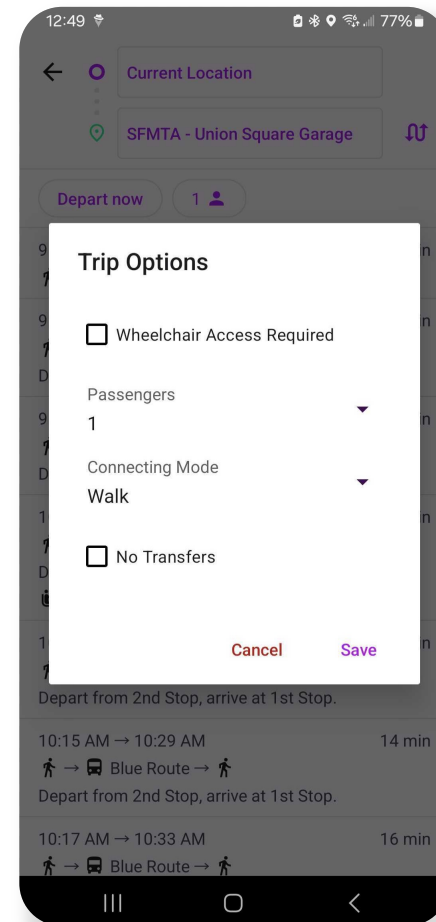 12:49
77%
Current Location
SFMTA - Union Square Garage
Depart now
1
Trip Options
Wheelchair Access Required
Passengers
1
Connecting Mode
Walk
No Transfers
Cancel
Save
Depart from 2nd Stop, arrive at 1st Stop.
10:15 AM → 10:29 AM 14 min
→ Blue Route →
Depart from 2nd Stop, arrive at 1st Stop.
10:17 AM → 10:33 AM 16 min
→ Blue Route →